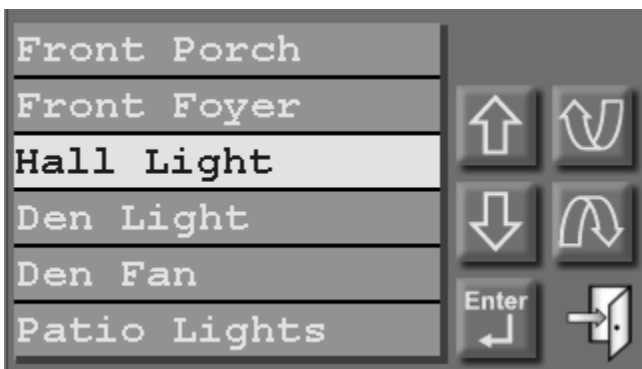 Front Porch
Front Foyer
Hall Light
Den Light
Den Fan
Patio Lights
Enter